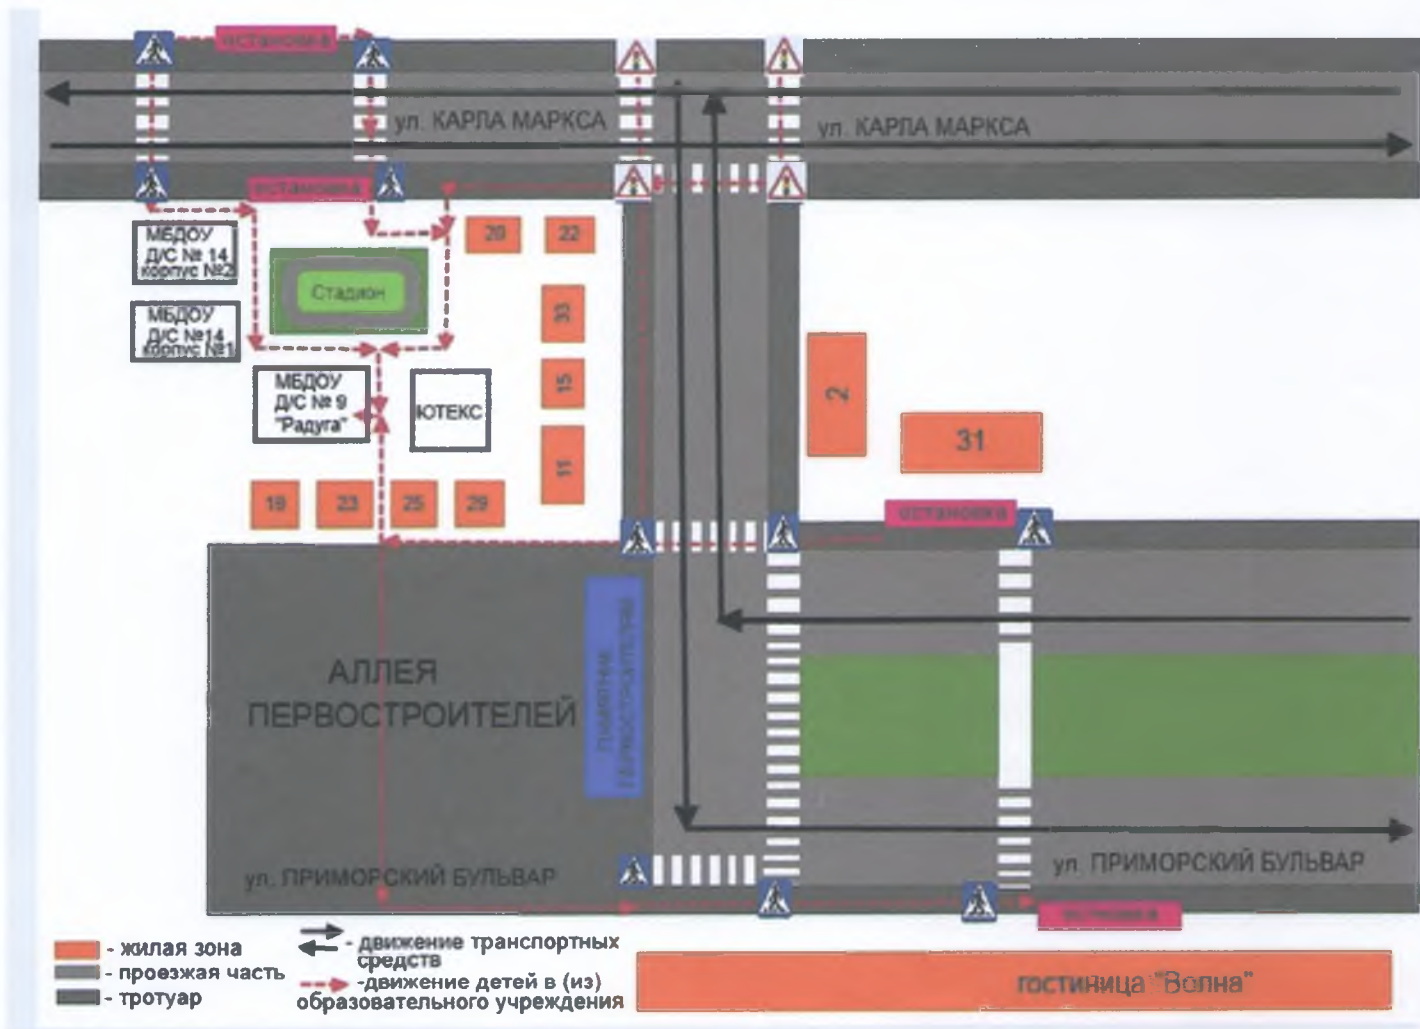 остановка
ул. КАРЛА МАРКСА
ул. КАРЛА МАРКСА
остановка
МБДОУ
Д/С № 14
корпус №2
20
22
Стадион
33
МБДОУ
Д/С №14
корпус №1
МБДОУ
Д/С № 9
"Радуга"
ЮТЕКС
15
2
31
11
19
23
25
29
остановка
АЛЛЕЯ
ПЕРВОСТРОИТЕЛЕЙ
ПАМЯТНИК
ПЕРВОСТРОИТЕЛЯМ
ул. ПРИМОРСКИЙ БУЛЬВАР
ул. ПРИМОРСКИЙ БУЛЬВАР
остановка
- жилая зона
- проезжая часть
- тротуар
- движение транспортных
средств
-движение детей в (из)
образовательного учреждения
гостиница "Волна"